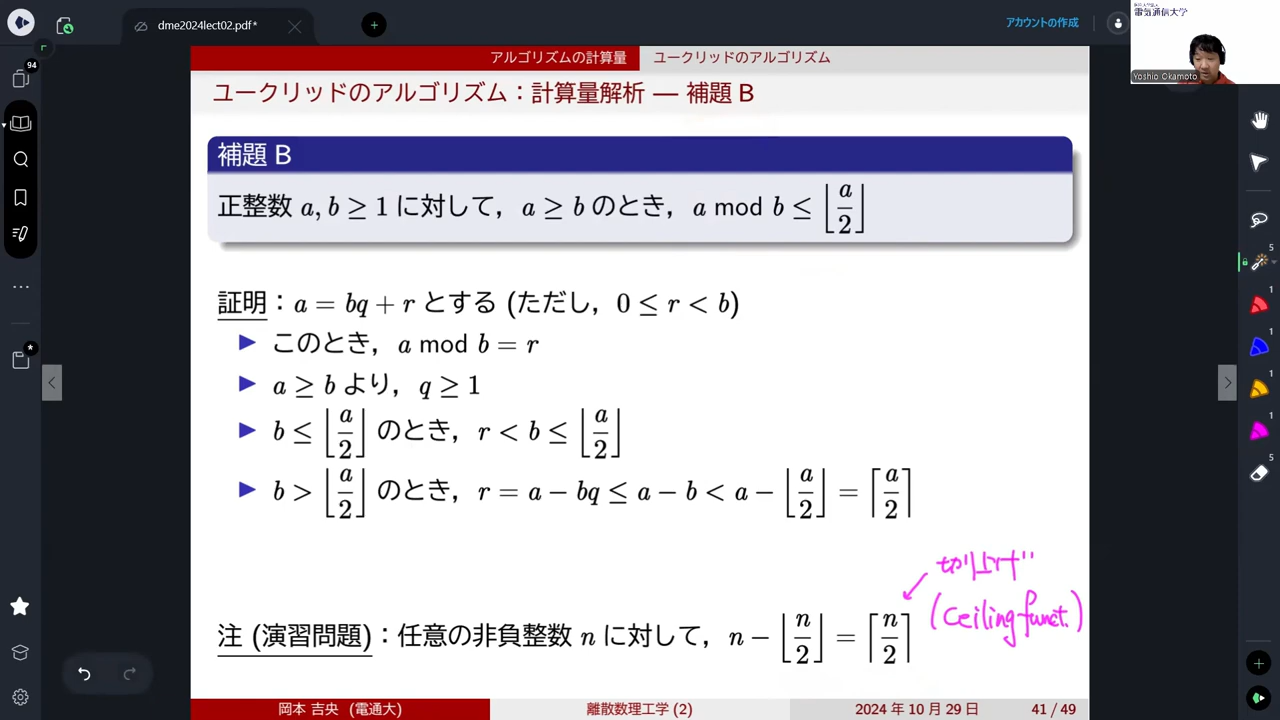 dme2024lect02.pdf*
アカウントの作成
電気通信大学
Yoshio Okamoto
94
アルゴリズムの計算量 ユークリッドのアルゴリズム
ユークリッドのアルゴリズム：計算量解析 — 補題 B
補題 B
正整数 a, b ≥ 1 に対して，a ≥ b のとき，a mod b ≤ ⌊a/2⌋
証明：a = bq + r とする (ただし，0 ≤ r < b)
▶ このとき，a mod b = r
▶ a ≥ b より，q ≥ 1
▶ b ≤ ⌊a/2⌋ のとき，r < b ≤ ⌊a/2⌋
▶ b > ⌊a/2⌋ のとき，r = a − bq ≤ a − b < a − ⌊a/2⌋ = ⌈a/2⌉
切り上げ
(Ceiling funct.)
注 (演習問題)：任意の非負整数 n に対して，n − ⌊n/2⌋ = ⌈n/2⌉
岡本 吉央 (電通大) 離散数理工学 (2) 2024 年 10 月 29 日 41 / 49
5
1
1
1
1
5